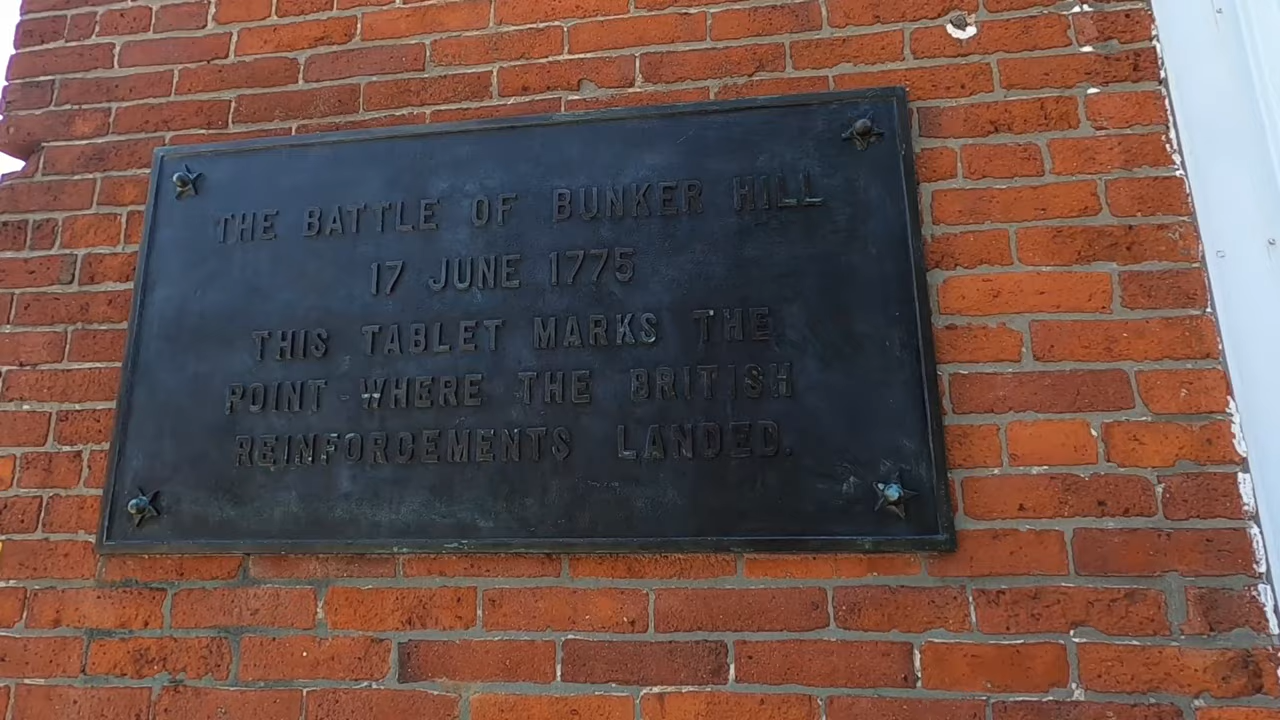 THE BATTLE OF BUNKER HILL
17 JUNE 1775
THIS TABLET MARKS THE
POINT WHERE THE BRITISH
REINFORCEMENTS LANDED.